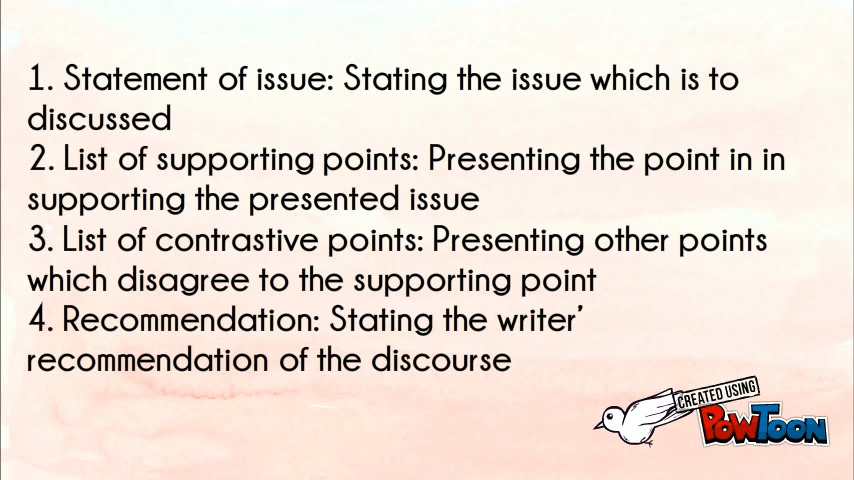 1. Statement of issue: Stating the issue which is to
discussed
2. List of supporting points: Presenting the point in in
supporting the presented issue
3. List of contrastive points: Presenting other points
which disagree to the supporting point
4. Recommendation: Stating the writer'
recommendation of the discourse
CREATED USING
POWTOON